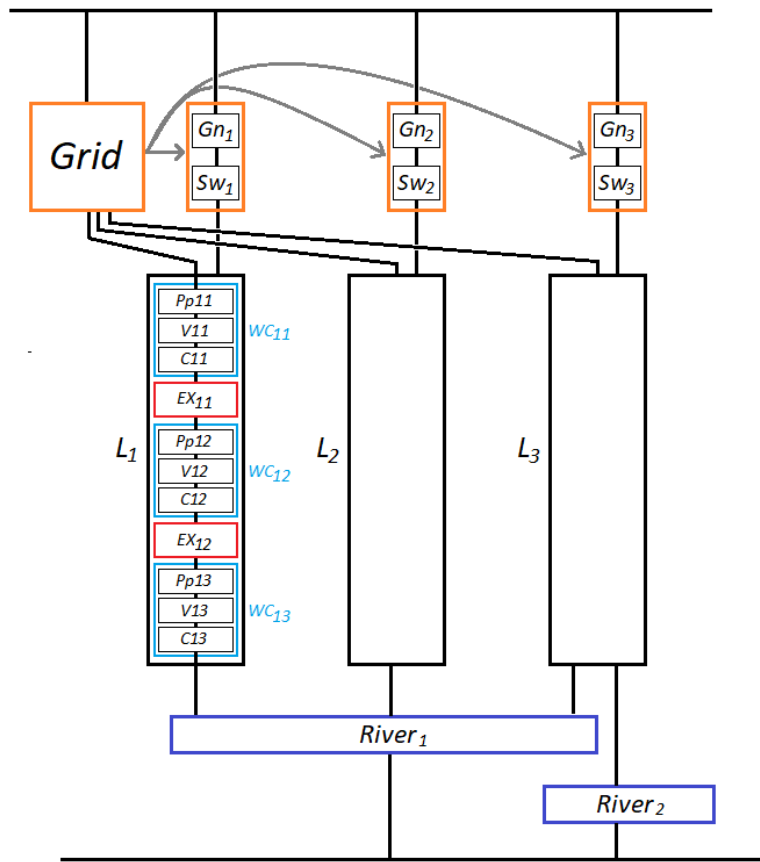 Grid
Gn1
Sw1
Gn2
Sw2
Gn3
Sw3
L1
Pp11
V11
C11
WC11
EX11
Pp12
V12
C12
WC12
EX12
Pp13
V13
C13
WC13
L2
L3
River1
River2